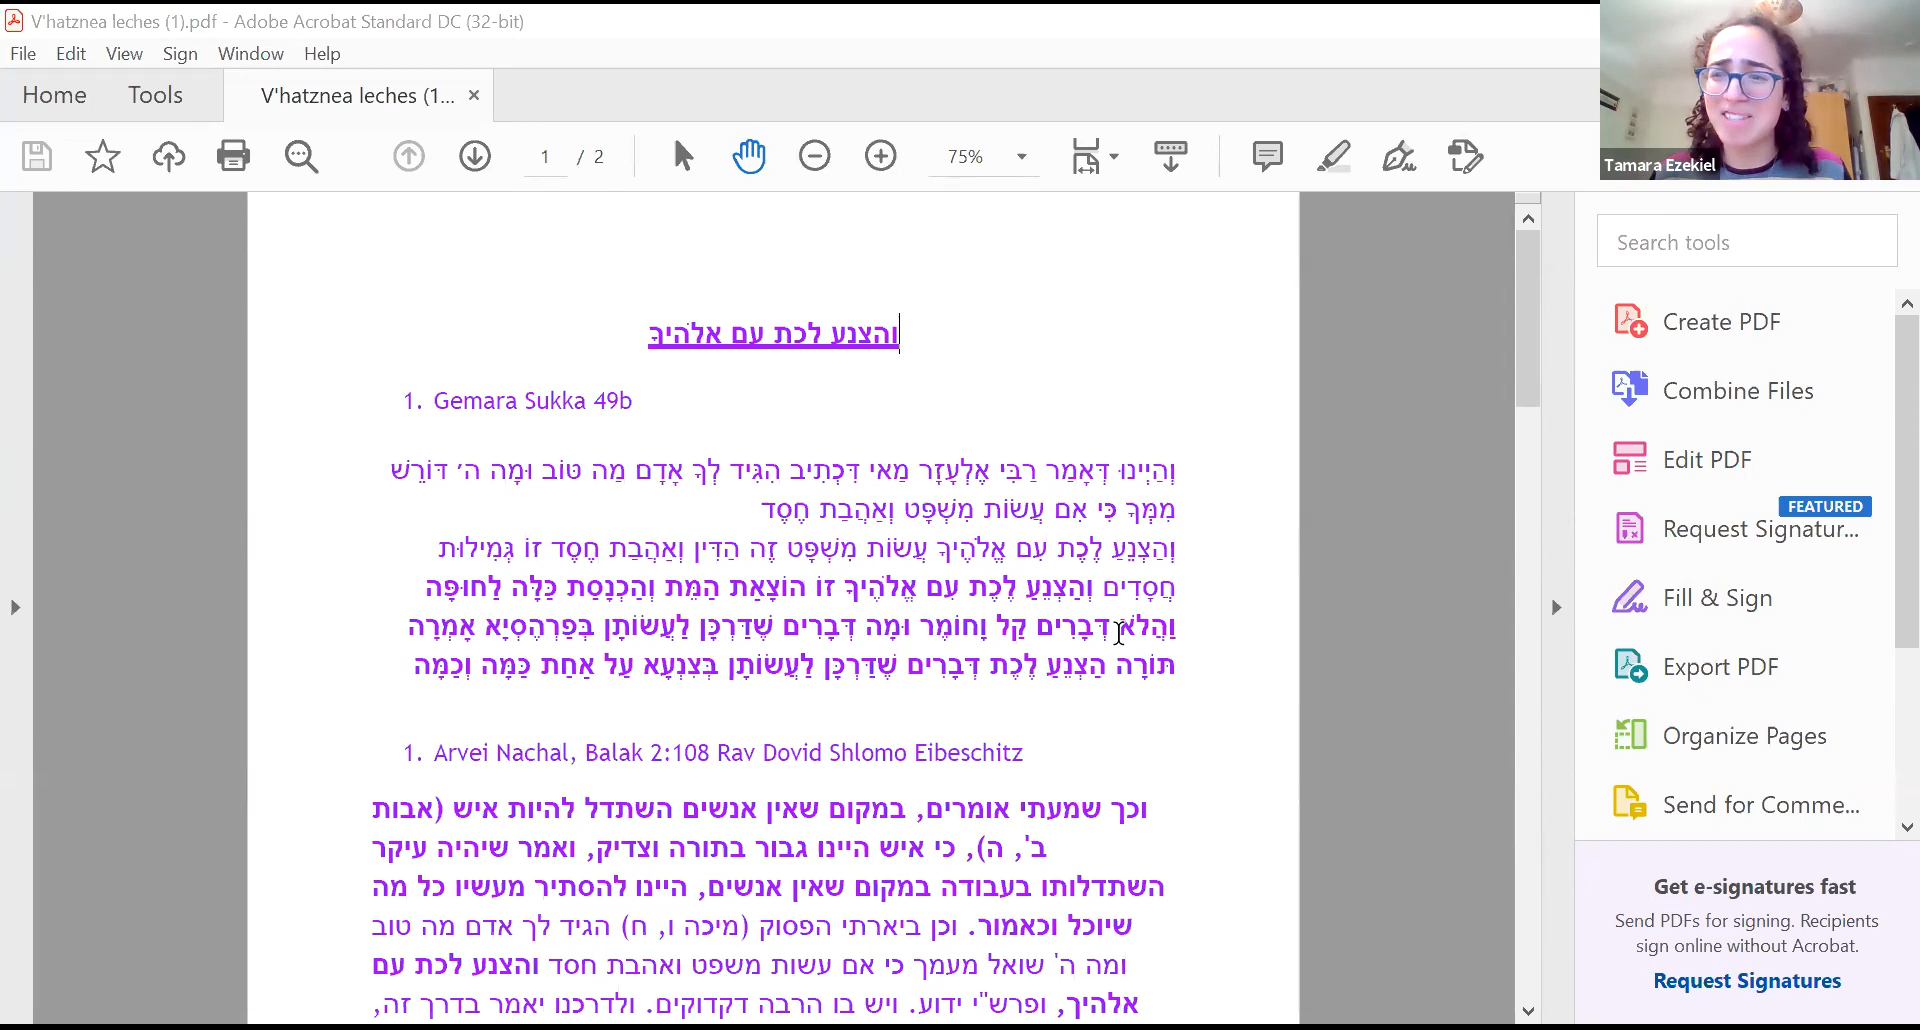 V'hatznea leches (1).pdf - Adobe Acrobat Standard DC (32-bit)
File Edit View Sign Window Help
Home Tools V'hatznea leches (1... ×
1 / 2 75%
Tamara Ezekiel
והצנע לכת עם אלהיך
1. Gemara Sukka 49b
וְהַיְינוּ דְּאָמַר רַבִּי אֶלְעָזָר מַאי דִּכְתִיב הִגִּיד לְךָ אָדָם מַה טּוֹב וּמָה ה׳ דּוֹרֵשׁ
מִמְּךָ כִּי אִם עֲשׂוֹת מִשְׁפָּט וְאַהֲבַת חֶסֶד
וְהַצְנֵעַ לֶכֶת עִם אֱלֹהֶיךָ עֲשׂוֹת מִשְׁפָּט זֶה הַדִּין וְאַהֲבַת חֶסֶד זוֹ גְּמִילוּת
חֲסָדִים וְהַצְנֵעַ לֶכֶת עִם אֱלֹהֶיךָ זוֹ הוֹצָאַת הַמֵּת וְהַכְנָסַת כַּלָּה לַחוּפָּה
וַהֲלֹא דְּבָרִים קַל וָחוֹמֶר וּמָה דְּבָרִים שֶׁדַּרְכָּן לַעֲשׂוֹתָן בְּפַרְהֶסְיָא אָמְרָה
תּוֹרָה הַצְנֵעַ לֶכֶת דְּבָרִים שֶׁדַּרְכָּן לַעֲשׂוֹתָן בְּצִנְעָא עַל אַחַת כַּמָּה וְכַמָּה
1. Arvei Nachal, Balak 2:108 Rav Dovid Shlomo Eibeschitz
וכך שמעתי אומרים, במקום שאין אנשים השתדל להיות איש (אבות
ב', ה), כי איש היינו גבור בתורה וצדיק, ואמר שיהיה עיקר
השתדלותו בעבודה במקום שאין אנשים, היינו להסתיר מעשיו כל מה
שיוכל וכאמור. וכן ביארתי הפסוק (מיכה ו, ח) הגיד לך אדם מה טוב
ומה ה' שואל מעמך כי אם עשות משפט ואהבת חסד והצנע לכת עם
אלהיך, ופרש"י ידוע. ויש בו הרבה דקדוקים. ולדרכנו יאמר בדרך זה,
Search tools
Create PDF
Combine Files
Edit PDF
FEATURED
Request Signatur...
Fill & Sign
Export PDF
Organize Pages
Send for Comme...
Get e-signatures fast
Send PDFs for signing. Recipients
sign online without Acrobat.
Request Signatures